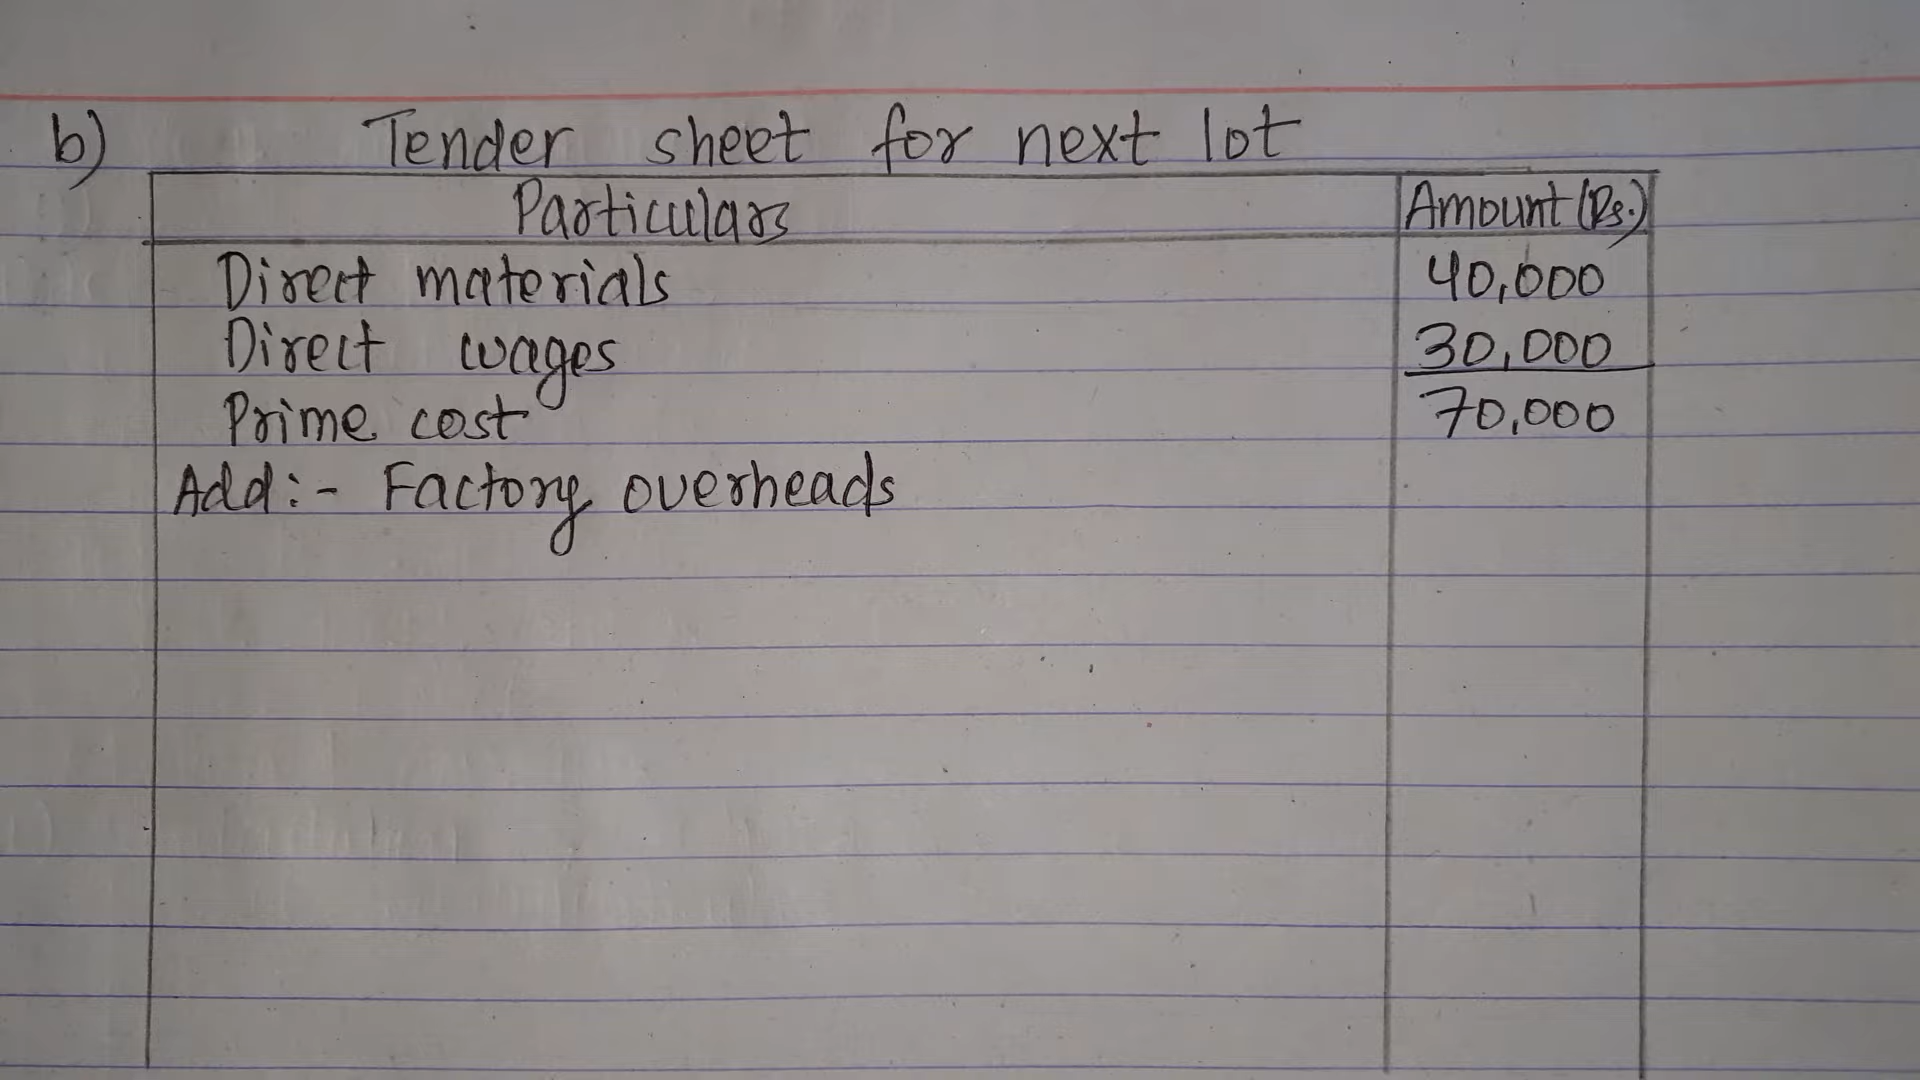 b) Tender sheet for next lot
Particulars Amount (Rs.)
Direct materials 40,000
Direct wages 30,000
Prime cost 70,000
Add:- Factory overheads